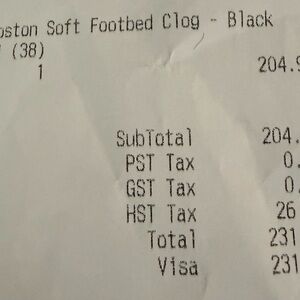 oston Soft Footbed Clog - Black
(38)
1 204.9
SubTotal 204.
PST Tax 0.
GST Tax 0.
HST Tax 26
Total 231
Visa 231